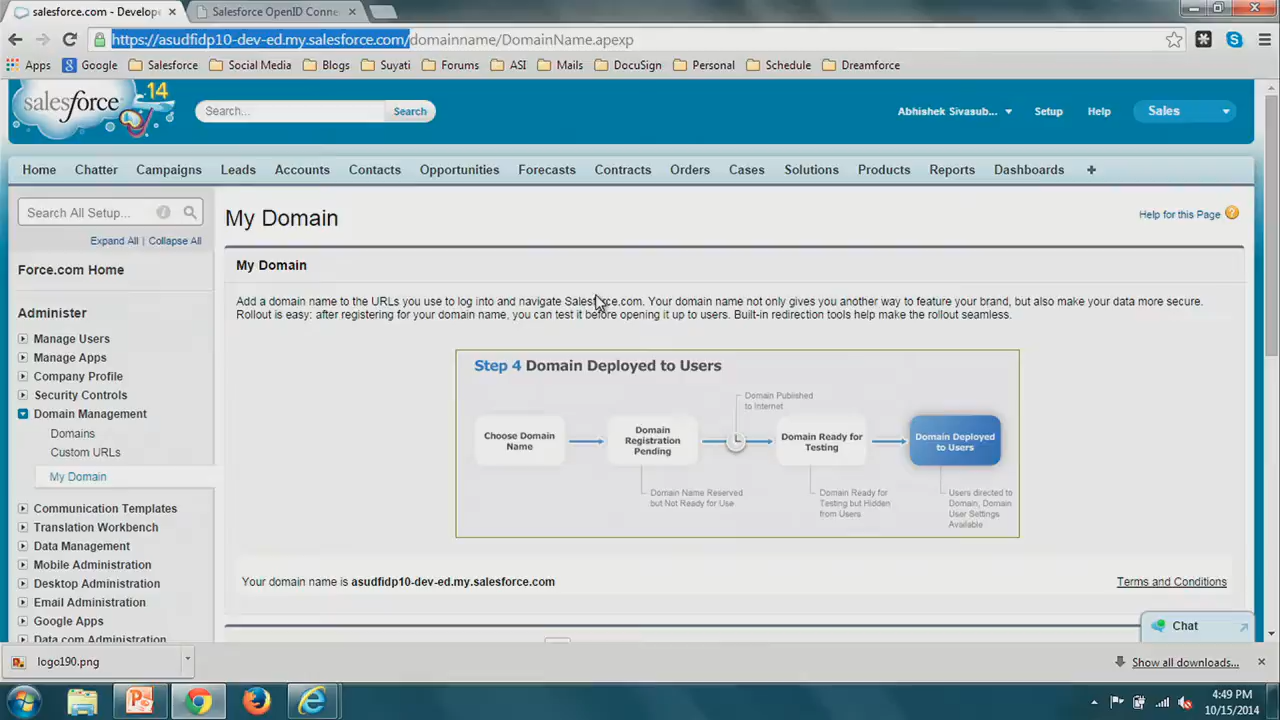 salesforce.com - Develope
Salesforce OpenID Conne
https://asudfidp10-dev-ed.my.salesforce.com/domainname/DomainName.apexp
Apps Google Salesforce Social Media Blogs Suyati Forums ASI Mails DocuSign Personal Schedule Dreamforce
salesforce '14
Search...
Search
Abhishek Sivasub...
Setup
Help
Sales
Home Chatter Campaigns Leads Accounts Contacts Opportunities Forecasts Contracts Orders Cases Solutions Products Reports Dashboards +
Search All Setup...
Expand All | Collapse All
Force.com Home
Administer
Manage Users
Manage Apps
Company Profile
Security Controls
Domain Management
Domains
Custom URLs
My Domain
Communication Templates
Translation Workbench
Data Management
Mobile Administration
Desktop Administration
Email Administration
Google Apps
Data.com Administration
My Domain
Help for this Page ?
My Domain
Add a domain name to the URLs you use to log into and navigate Salesforce.com. Your domain name not only gives you another way to feature your brand, but also make your data more secure.
Rollout is easy: after registering for your domain name, you can test it before opening it up to users. Built-in redirection tools help make the rollout seamless.
Step 4 Domain Deployed to Users
Domain Published
to Internet
Choose Domain
Name
Domain
Registration
Pending
Domain Ready for
Testing
Domain Deployed
to Users
Domain Name Reserved
but Not Ready for Use
Domain Ready for
Testing but Hidden
from Users
Users directed to
Domain, Domain
User Settings
Available
Your domain name is asudfidp10-dev-ed.my.salesforce.com
Terms and Conditions
Chat
logo190.png
Show all downloads...
4:49 PM
10/15/2014